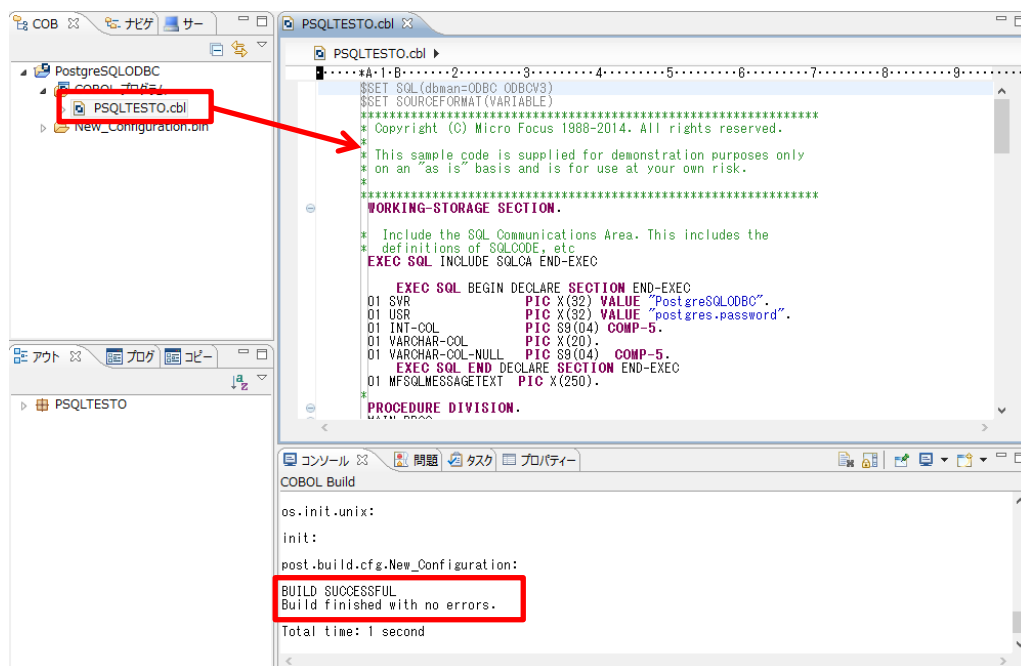 COB ナビゲ サー
PostgreSQLODBC
COBOL プログラム
PSQLTESTO.cbl
New_Configuration.bin
アウト プログ コピー
PSQLTESTO
PSQLTESTO.cbl
PSQLTESTO.cbl
*A-1-B-------2--------3--------4--------5--------6--------7--------8--------9
$SET SQL(dbman=ODBC ODBCV3)
$SET SOURCEFORMAT(VARIABLE)
***************************************************************
* Copyright (C) Micro Focus 1988-2014. All rights reserved.
*
* This sample code is supplied for demonstration purposes only
* on an "as is" basis and is for use at your own risk.
*
***************************************************************
WORKING-STORAGE SECTION.
* Include the SQL Communications Area. This includes the
* definitions of SQLCODE, etc
EXEC SQL INCLUDE SQLCA END-EXEC
EXEC SQL BEGIN DECLARE SECTION END-EXEC
01 SVR PIC X(32) VALUE "PostgreSQLODBC".
01 USR PIC X(32) VALUE "postgres.password".
01 INT-COL PIC S9(04) COMP-5.
01 VARCHAR-COL PIC X(20).
01 VARCHAR-COL-NULL PIC S9(04) COMP-5.
EXEC SQL END DECLARE SECTION END-EXEC
01 MFSQLMESSAGETEXT PIC X(250).
*
PROCEDURE DIVISION.
コンソール 問題 タスク プロパティー
COBOL Build
os.init.unix:
init:
post.build.cfg.New_Configuration:
BUILD SUCCESSFUL
Build finished with no errors.
Total time: 1 second